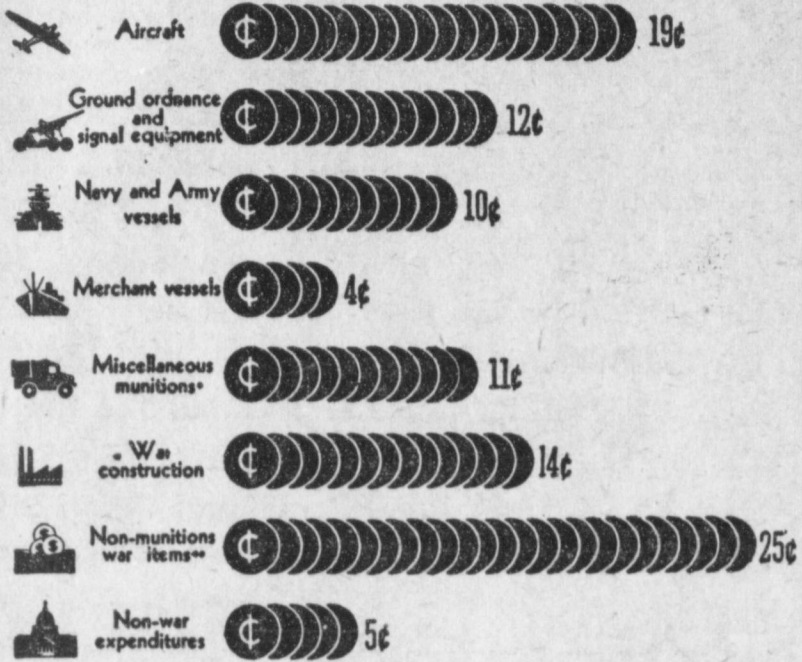 Aircraft 19¢
Ground ordnance
and
signal equipment 12¢
Navy and Army
vessels 10¢
Merchant vessels 4¢
Miscellaneous
munitions* 11¢
War
construction 14¢
Non-munitions
war items** 25¢
Non-war
expenditures 5¢